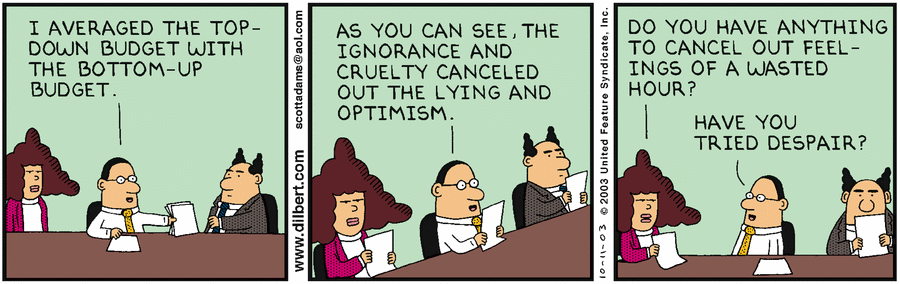 I AVERAGED THE TOP-
DOWN BUDGET WITH
THE BOTTOM-UP
BUDGET.
www.dilbert.com
scottadams@aol.com
AS YOU CAN SEE, THE
IGNORANCE AND
CRUELTY CANCELED
OUT THE LYING AND
OPTIMISM.
10-11-03 © 2003 United Feature Syndicate, Inc.
DO YOU HAVE ANYTHING
TO CANCEL OUT FEEL-
INGS OF A WASTED
HOUR?
HAVE YOU
TRIED DESPAIR?